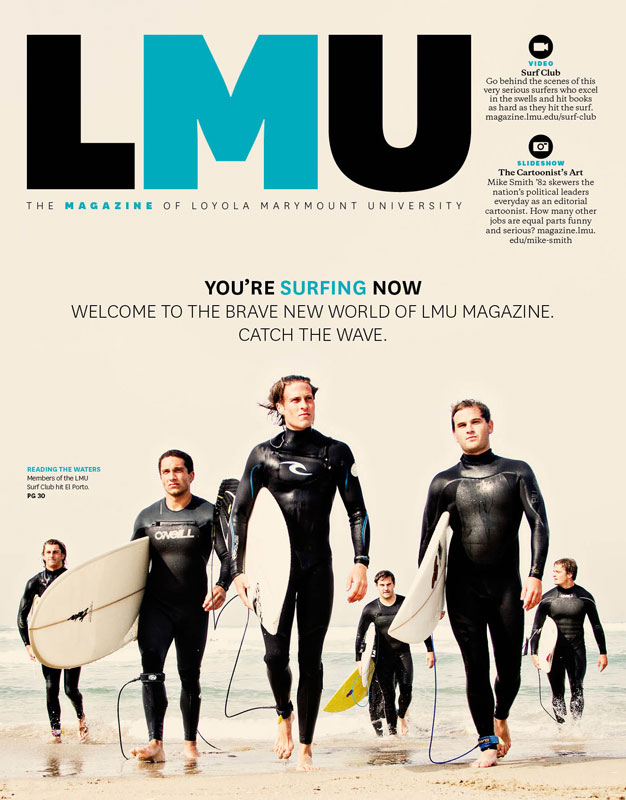 LMU
THE MAGAZINE OF LOYOLA MARYMOUNT UNIVERSITY
VIDEO
Surf Club
Go behind the scenes of this
very serious surfers who excel
in the swells and hit books
as hard as they hit the surf.
magazine.lmu.edu/surf-club
SLIDESHOW
The Cartoonist's Art
Mike Smith '82 skewers the
nation's political leaders
everyday as an editorial
cartoonist. How many other
jobs are equal parts funny
and serious? magazine.lmu.
edu/mike-smith
YOU'RE SURFING NOW
WELCOME TO THE BRAVE NEW WORLD OF LMU MAGAZINE.
CATCH THE WAVE.
READING THE WATERS
Members of the LMU
Surf Club hit El Porto.
PG 30
O'NEILL